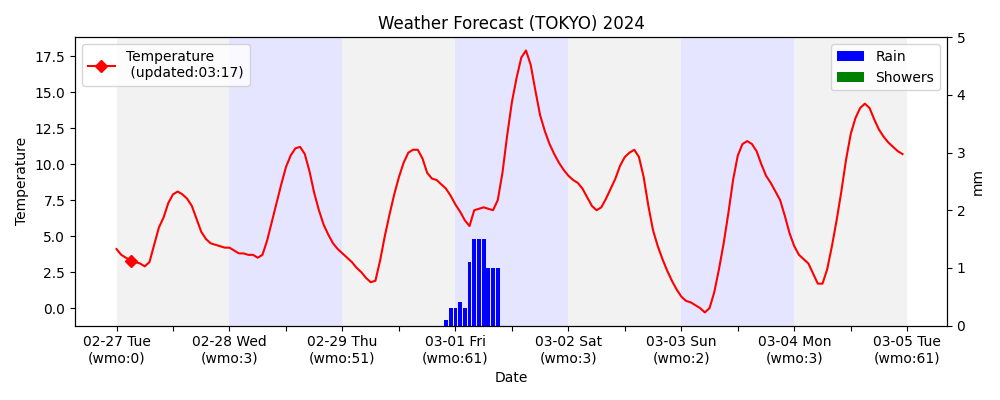 Weather Forecast (TOKYO) 2024
Temperature
(updated:03:17)
Rain
Showers
Temperature
17.5
15.0
12.5
10.0
7.5
5.0
2.5
0.0
5
4
3
2
1
0
mm
02-27 Tue
(wmo:0)
02-28 Wed
(wmo:3)
02-29 Thu
(wmo:51)
03-01 Fri
(wmo:61)
03-02 Sat
(wmo:3)
03-03 Sun
(wmo:2)
03-04 Mon
(wmo:3)
03-05 Tue
(wmo:61)
Date